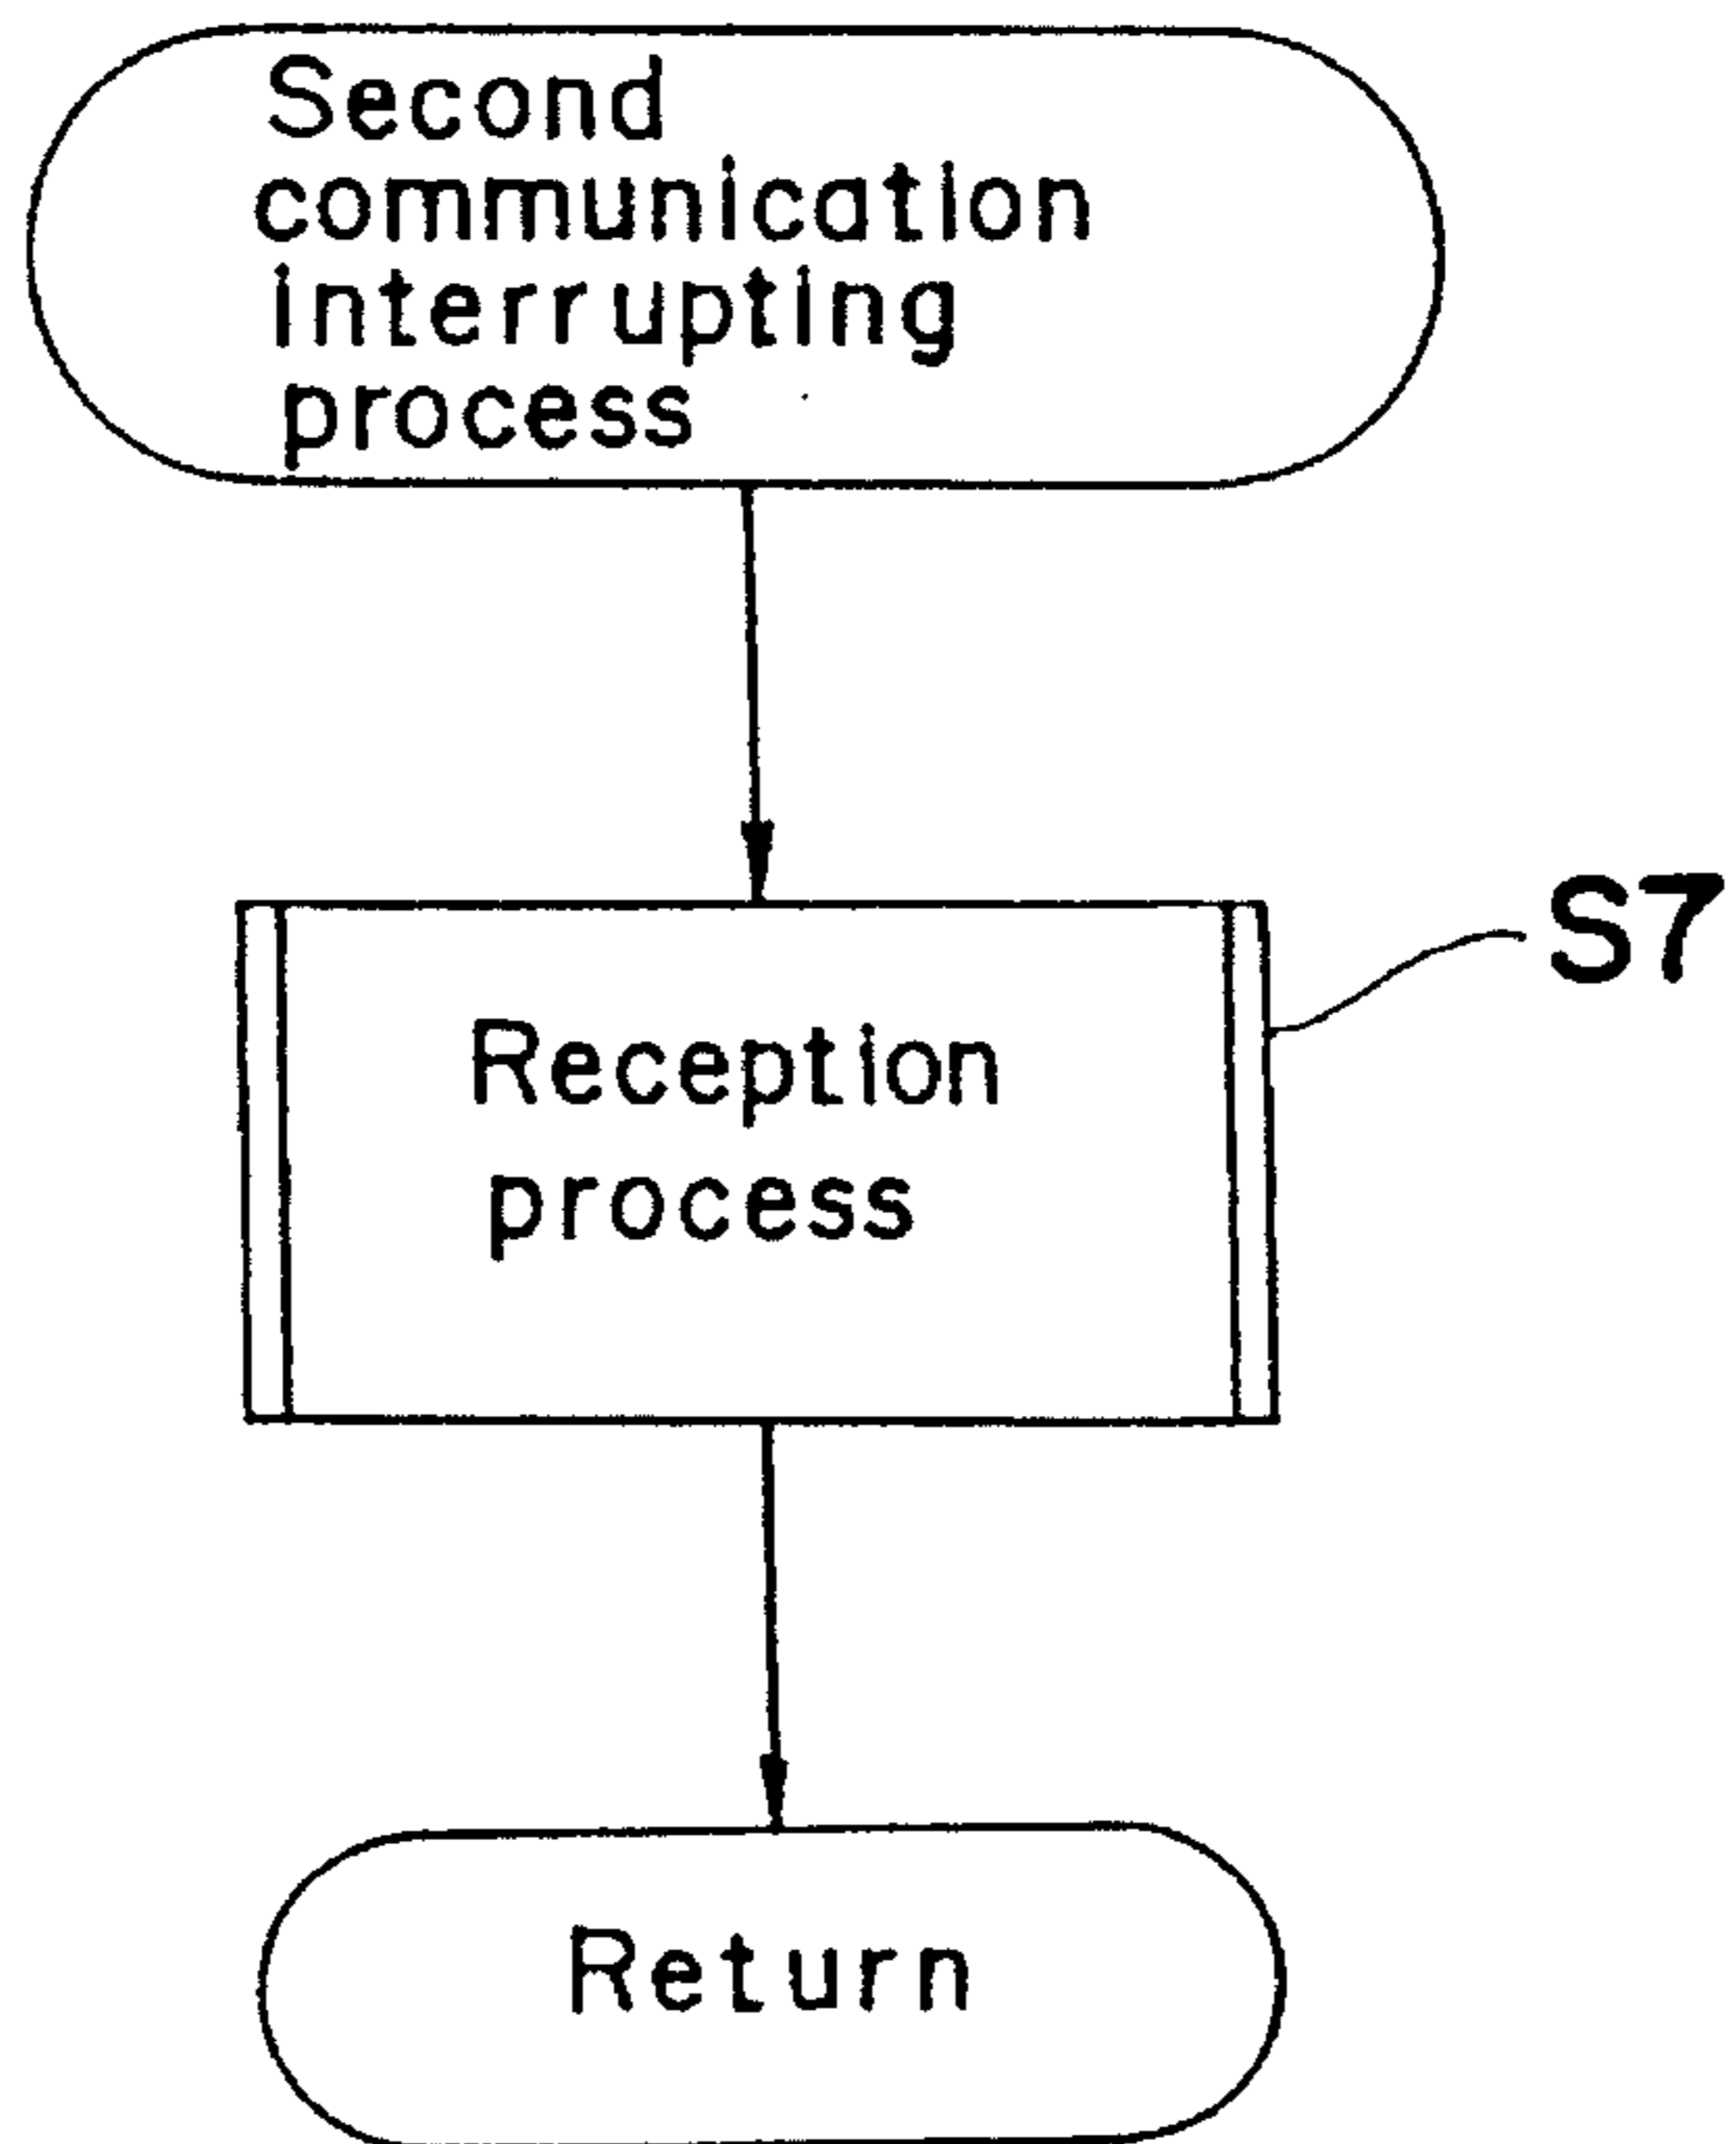 Second
communication
interrupting
process
S7
Reception
process
Return